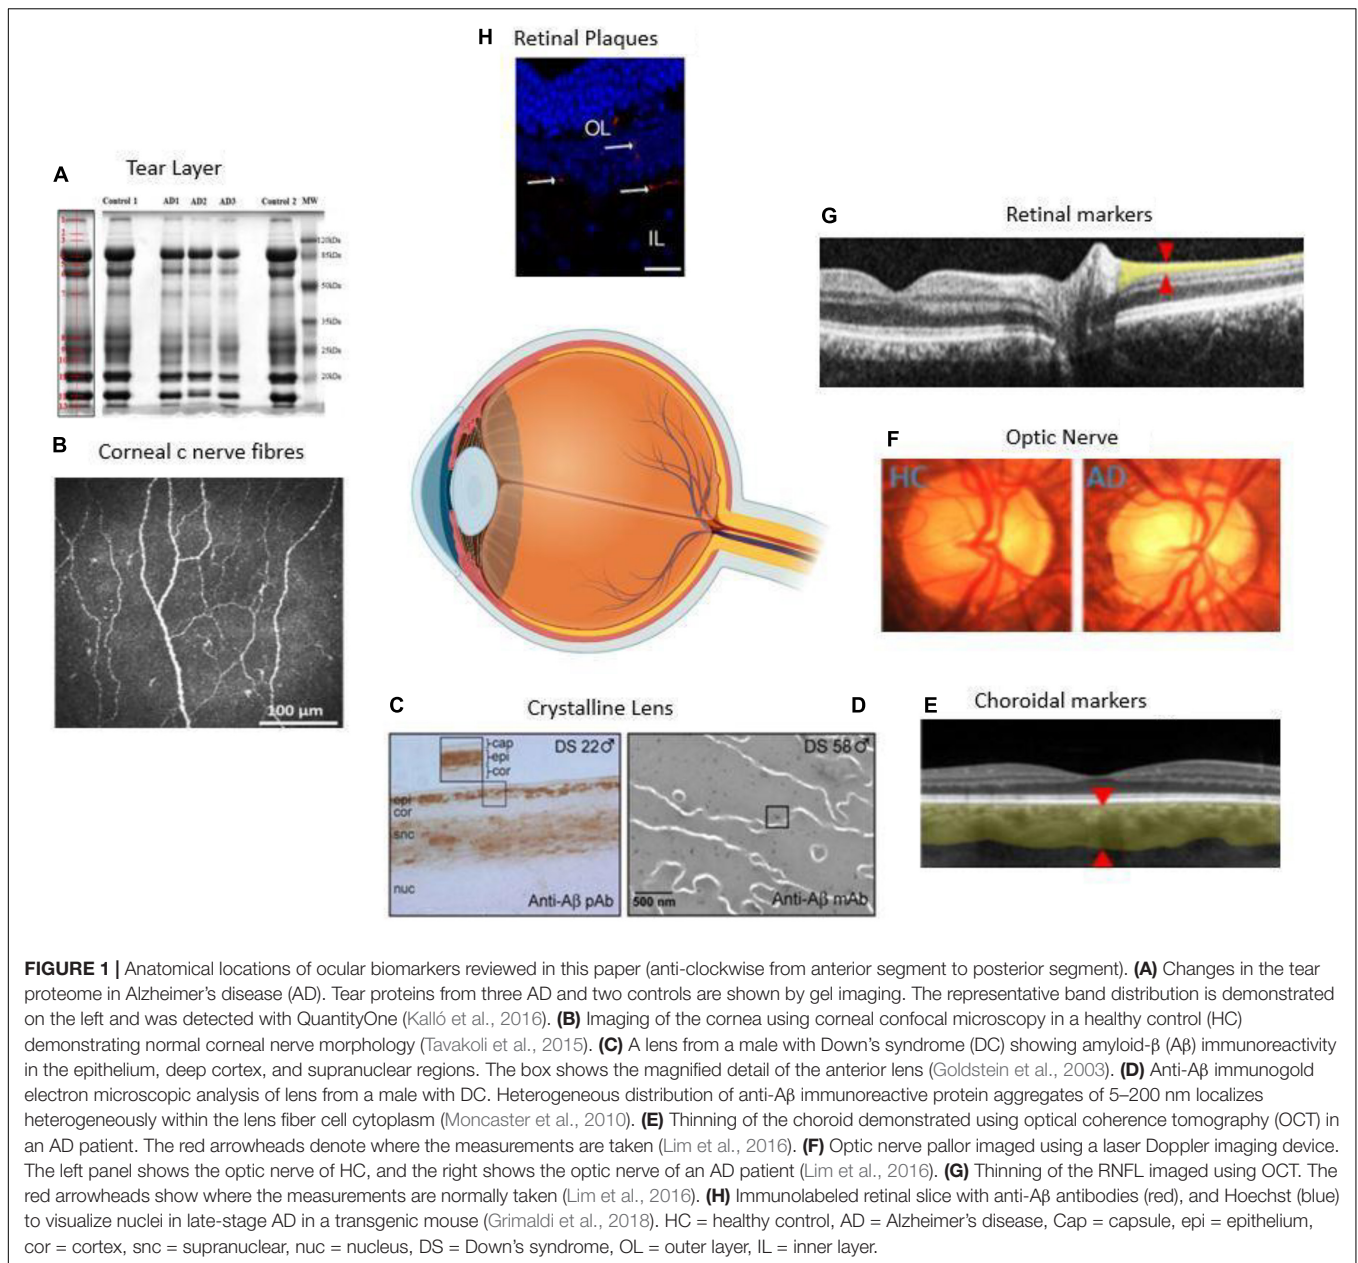 H Retinal Plaques
OL
IL
A Tear Layer
Control 1 AD1 AD2 AD3 Control 2 MW
120kDa
85kDa
50kDa
35kDa
25kDa
20kDa
B Corneal c nerve fibres
100 µm
C Crystalline Lens D
DS 22♂
cap
epi
cor
epi
cor
snc
nuc
Anti-Aβ pAb
DS 58♂
500 nm
Anti-Aβ mAb
E Choroidal markers
F Optic Nerve
HC AD
G Retinal markers
FIGURE 1 | Anatomical locations of ocular biomarkers reviewed in this paper (anti-clockwise from anterior segment to posterior segment). (A) Changes in the tear
proteome in Alzheimer's disease (AD). Tear proteins from three AD and two controls are shown by gel imaging. The representative band distribution is demonstrated
on the left and was detected with QuantityOne (Kalló et al., 2016). (B) Imaging of the cornea using corneal confocal microscopy in a healthy control (HC)
demonstrating normal corneal nerve morphology (Tavakoli et al., 2015). (C) A lens from a male with Down's syndrome (DC) showing amyloid-β (Aβ) immunoreactivity
in the epithelium, deep cortex, and supranuclear regions. The box shows the magnified detail of the anterior lens (Goldstein et al., 2003). (D) Anti-Aβ immunogold
electron microscopic analysis of lens from a male with DC. Heterogeneous distribution of anti-Aβ immunoreactive protein aggregates of 5–200 nm localizes
heterogeneously within the lens fiber cell cytoplasm (Moncaster et al., 2010). (E) Thinning of the choroid demonstrated using optical coherence tomography (OCT) in
an AD patient. The red arrowheads denote where the measurements are taken (Lim et al., 2016). (F) Optic nerve pallor imaged using a laser Doppler imaging device.
The left panel shows the optic nerve of HC, and the right shows the optic nerve of an AD patient (Lim et al., 2016). (G) Thinning of the RNFL imaged using OCT. The
red arrowheads show where the measurements are normally taken (Lim et al., 2016). (H) Immunolabeled retinal slice with anti-Aβ antibodies (red), and Hoechst (blue)
to visualize nuclei in late-stage AD in a transgenic mouse (Grimaldi et al., 2018). HC = healthy control, AD = Alzheimer's disease, Cap = capsule, epi = epithelium,
cor = cortex, snc = supranuclear, nuc = nucleus, DS = Down's syndrome, OL = outer layer, IL = inner layer.